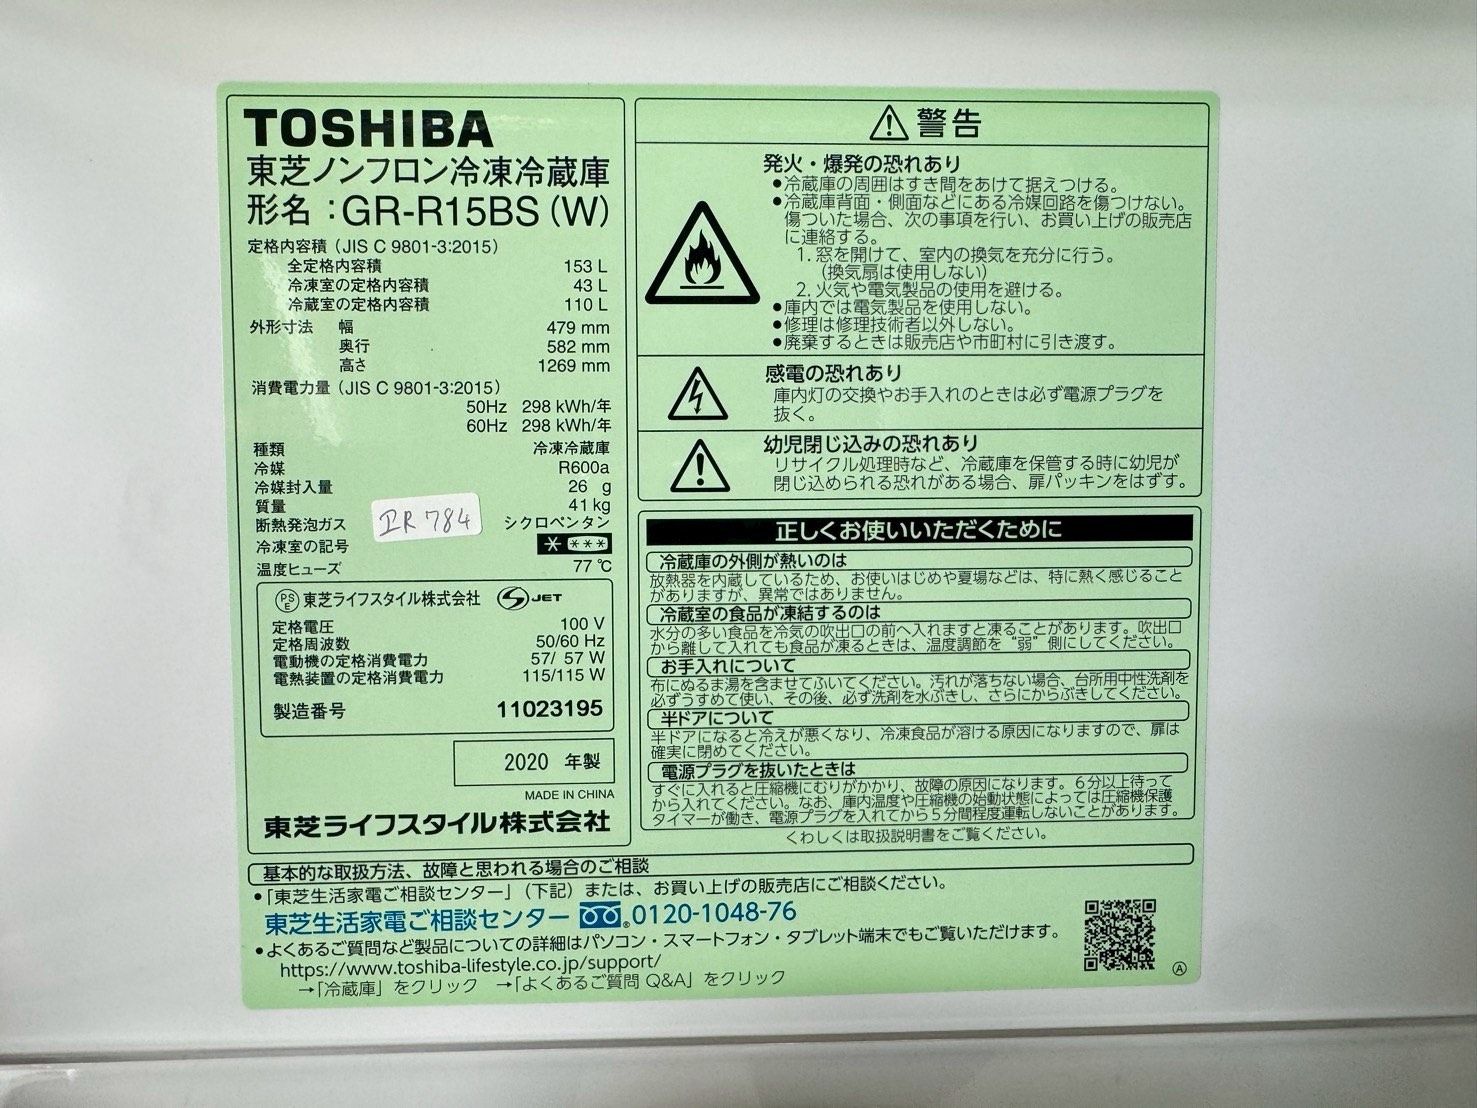 TOSHIBA
東芝ノンフロン冷凍冷蔵庫
形名：GR-R15BS (W)
定格内容積（JIS C 9801-3:2015）
全定格内容積 153 L
冷凍室の定格内容積 43 L
冷蔵室の定格内容積 110 L
外形寸法 幅 479 mm
奥行 582 mm
高さ 1269 mm
消費電力量（JIS C 9801-3:2015）
50Hz 298 kWh/年
60Hz 298 kWh/年
種類 冷凍冷蔵庫
冷媒 R600a
冷媒封入量 26 g
質量 41 kg
断熱発泡ガス シクロペンタン
冷凍室の記号 * ***
温度ヒューズ 77 ℃
IR 784
PSE 東芝ライフスタイル株式会社 JET
定格電圧 100 V
定格周波数 50/60 Hz
電動機の定格消費電力 57/ 57 W
電熱装置の定格消費電力 115/115 W
製造番号 11023195
2020 年製
MADE IN CHINA
東芝ライフスタイル株式会社
⚠警告
発火・爆発の恐れあり
●冷蔵庫の周囲はすき間をあけて据えつける。
●冷蔵庫背面・側面などにある冷媒回路を傷つけない。
傷ついた場合、次の事項を行い、お買い上げの販売店
に連絡する。
1. 窓を開けて、室内の換気を充分に行う。
（換気扇は使用しない）
2. 火気や電気製品の使用を避ける。
●庫内では電気製品を使用しない。
●修理は修理技術者以外しない。
●廃棄するときは販売店や市町村に引き渡す。
感電の恐れあり
庫内灯の交換やお手入れのときは必ず電源プラグを
抜く。
幼児閉じ込みの恐れあり
リサイクル処理時など、冷蔵庫を保管する時に幼児が
閉じ込められる恐れがある場合、扉パッキンをはずす。
正しくお使いいただくために
冷蔵庫の外側が熱いのは
放熱器を内蔵しているため、お使いはじめや夏場などは、特に熱く感じること
がありますが、異常ではありません。
冷蔵室の食品が凍結するのは
水分の多い食品を冷気の吹出口の前へ入れますと凍ることがあります。吹出口
から離して入れても食品が凍るときは、温度調節を“弱”側にしてください。
お手入れについて
布にぬるま湯を含ませてふいてください。汚れが落ちない場合、台所用中性洗剤を
必ずうすめて使い、その後、必ず洗剤を水ぶきし、さらにからぶきしてください。
半ドアについて
半ドアになると冷えが悪くなり、冷凍食品が溶ける原因になりますので、扉は
確実に閉めてください。
電源プラグを抜いたときは
すぐに入れると圧縮機にむりがかかり、故障の原因になります。6分以上待って
から入れてください。なお、庫内温度や圧縮機の始動状態によっては圧縮機保護
タイマーが働き、電源プラグを入れてから5分間程度運転しないことがあります。
くわしくは取扱説明書をご覧ください。
基本的な取扱方法、故障と思われる場合のご相談
●「東芝生活家電ご相談センター」（下記）または、お買い上げの販売店にご相談ください。
東芝生活家電ご相談センター 0120-1048-76
●よくあるご質問など製品についての詳細はパソコン・スマートフォン・タブレット端末でもご覧いただけます。
https://www.toshiba-lifestyle.co.jp/support/
→「冷蔵庫」をクリック →「よくあるご質問 Q&A」をクリック
Ⓐ